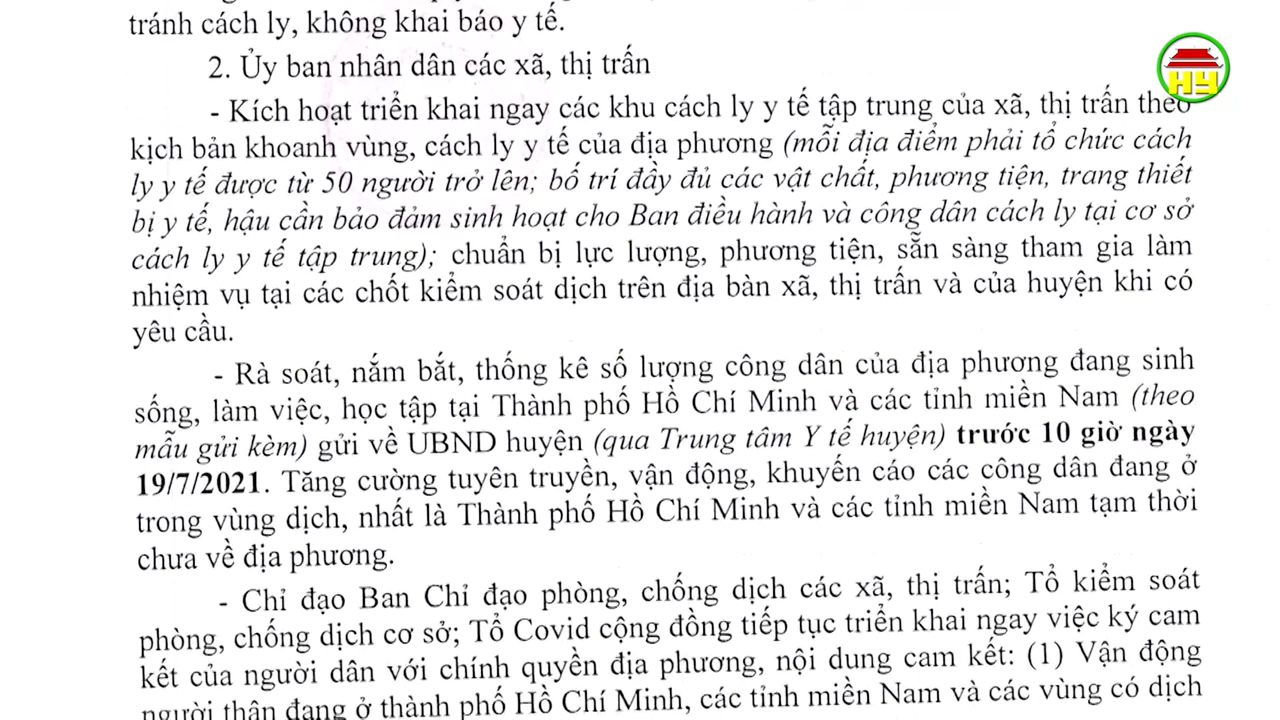 tránh cách ly, không khai báo y tế.
2. Ủy ban nhân dân các xã, thị trấn
HY
- Kích hoạt triển khai ngay các khu cách ly y tế tập trung của xã, thị trấn theo
kịch bản khoanh vùng, cách ly y tế của địa phương (mỗi địa điểm phải tổ chức cách
ly y tế được từ 50 người trở lên; bố trí đầy đủ các vật chất, phương tiện, trang thiết
bị y tế, hậu cần bảo đảm sinh hoạt cho Ban điều hành và công dân cách ly tại cơ sở
cách ly y tế tập trung); chuẩn bị lực lượng, phương tiện, sẵn sàng tham gia làm
nhiệm vụ tại các chốt kiểm soát dịch trên địa bàn xã, thị trấn và của huyện khi có
yêu cầu.
- Rà soát, nắm bắt, thống kê số lượng công dân của địa phương đang sinh
sống, làm việc, học tập tại Thành phố Hồ Chí Minh và các tỉnh miền Nam (theo
mẫu gửi kèm) gửi về UBND huyện (qua Trung tâm Y tế huyện) trước 10 giờ ngày
19/7/2021. Tăng cường tuyên truyền, vận động, khuyến cáo các công dân đang ở
trong vùng dịch, nhất là Thành phố Hồ Chí Minh và các tỉnh miền Nam tạm thời
chưa về địa phương.
- Chỉ đạo Ban Chỉ đạo phòng, chống dịch các xã, thị trấn; Tổ kiểm soát
phòng, chống dịch cơ sở; Tổ Covid cộng đồng tiếp tục triển khai ngay việc ký cam
kết của người dân với chính quyền địa phương, nội dung cam kết: (1) Vận động
người thân đang ở thành phố Hồ Chí Minh, các tỉnh miền Nam và các vùng có dịch